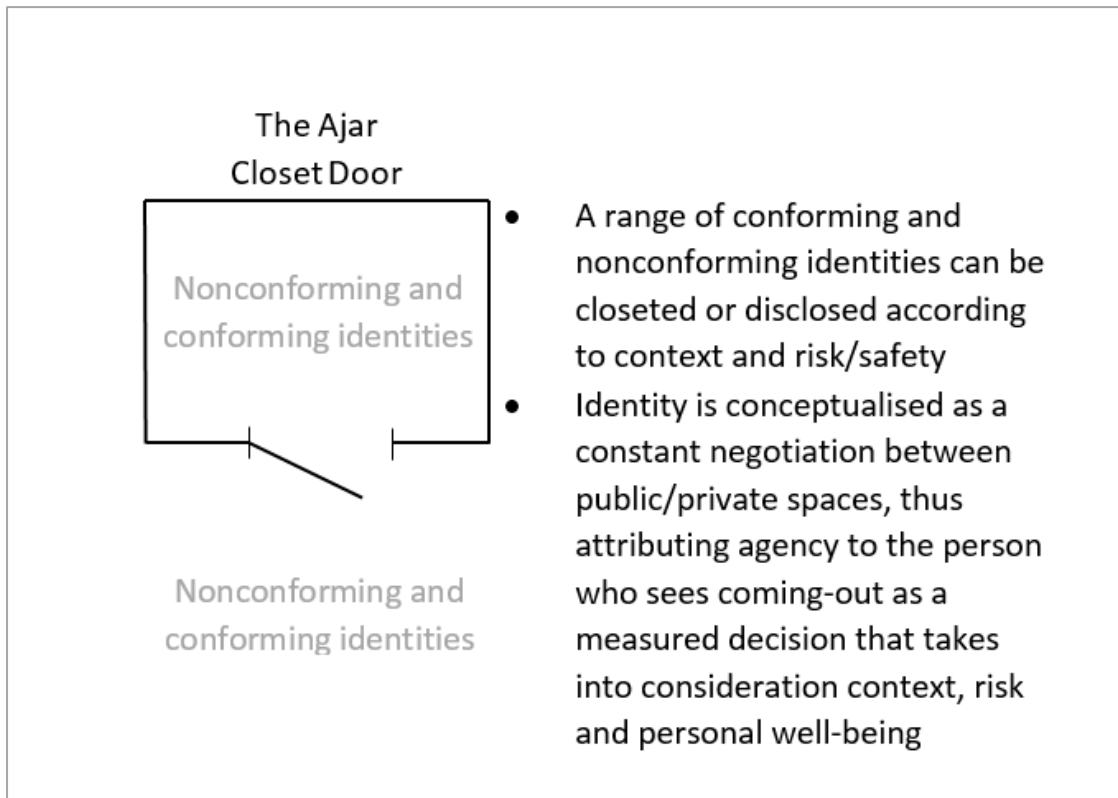 The Ajar
Closet Door
Nonconforming and
conforming identities
Nonconforming and
conforming identities
• A range of conforming and
nonconforming identities can be
closeted or disclosed according
to context and risk/safety
• Identity is conceptualised as a
constant negotiation between
public/private spaces, thus
attributing agency to the person
who sees coming-out as a
measured decision that takes
into consideration context, risk
and personal well-being